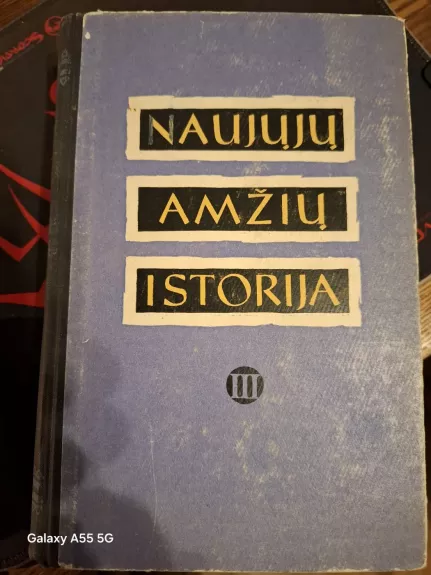 NAUJŲJŲ
AMŽIŲ
ISTORIJA
III
Galaxy A55 5G